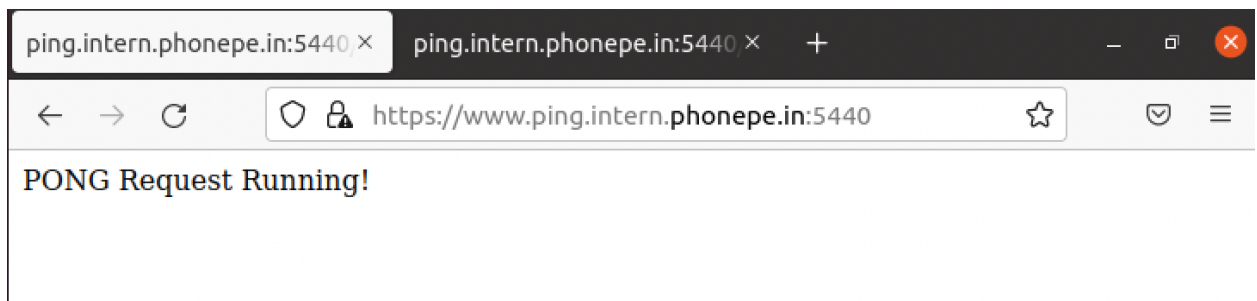 ping.intern.phonepe.in:5440 ping.intern.phonepe.in:5440
https://www.ping.intern.phonepe.in:5440
PONG Request Running!